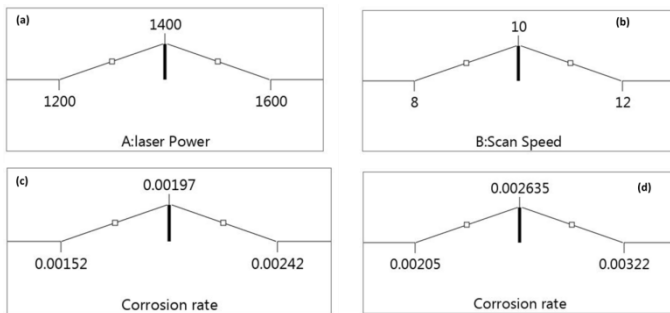 (a)
1400
1200
1600
A:laser Power
(b)
10
8
12
B:Scan Speed
(c)
0.00197
0.00152
0.00242
Corrosion rate
(d)
0.002635
0.00205
0.00322
Corrosion rate